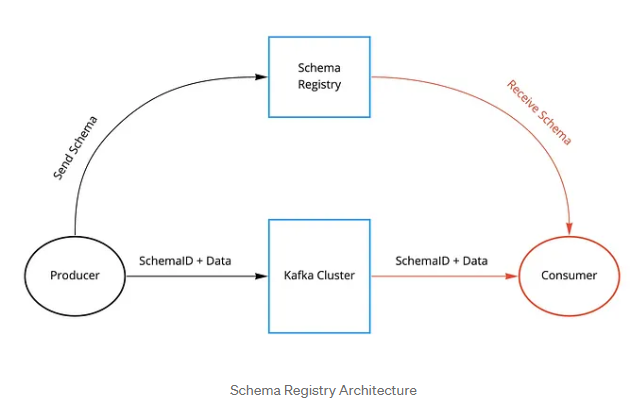 Schema
Registry
Send Schema
Receive Schema
Producer
SchemaID + Data
Kafka Cluster
SchemaID + Data
Consumer
Schema Registry Architecture